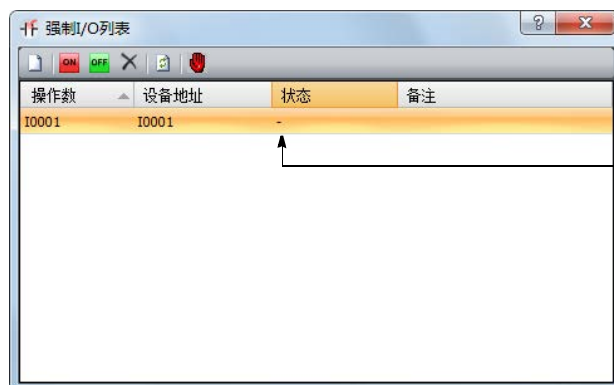 强制I/O列表
ON OFF
操作数 设备地址 状态 备注
I0001 I0001 -